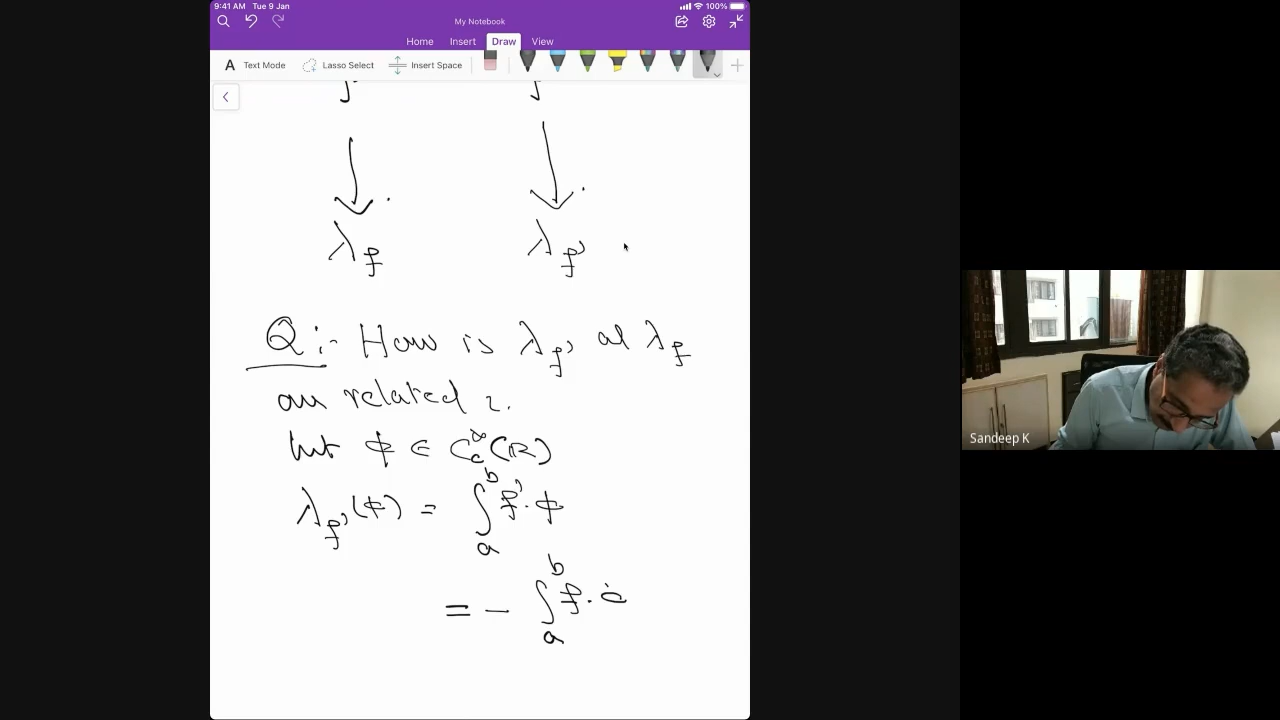 9:41 AM Tue 9 Jan
100%
My Notebook
Home Insert Draw View
A Text Mode Lasso Select Insert Space
f f
↓ ↓
λ_f λ_f'
Q:- How is λ_f' at λ_f
are related ?
Let φ ∈ C_c^∞(ℝ)
λ_f'(φ) = ∫_a^b f'·φ
= - ∫_a^b f·
Sandeep K